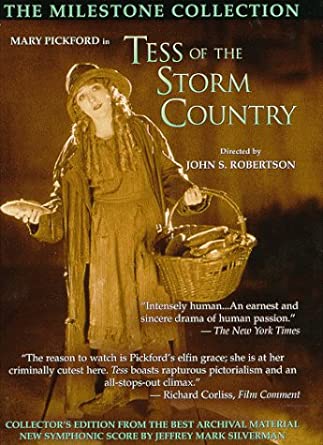 THE MILESTONE COLLECTION
MARY PICKFORD in
TESS OF THE
STORM
COUNTRY
Directed by
JOHN S. ROBERTSON
"Intensely human...An earnest and
sincere drama of human passion."
— The New York Times
"The reason to watch is Pickford's elfin grace; she is at her
criminally cutest here. Tess boasts rapturous pictorialism and an
all-stops-out climax."
— Richard Corliss, Film Comment
COLLECTOR'S EDITION FROM THE BEST ARCHIVAL MATERIAL
NEW SYMPHONIC SCORE BY JEFFREY MARK SILVERMAN